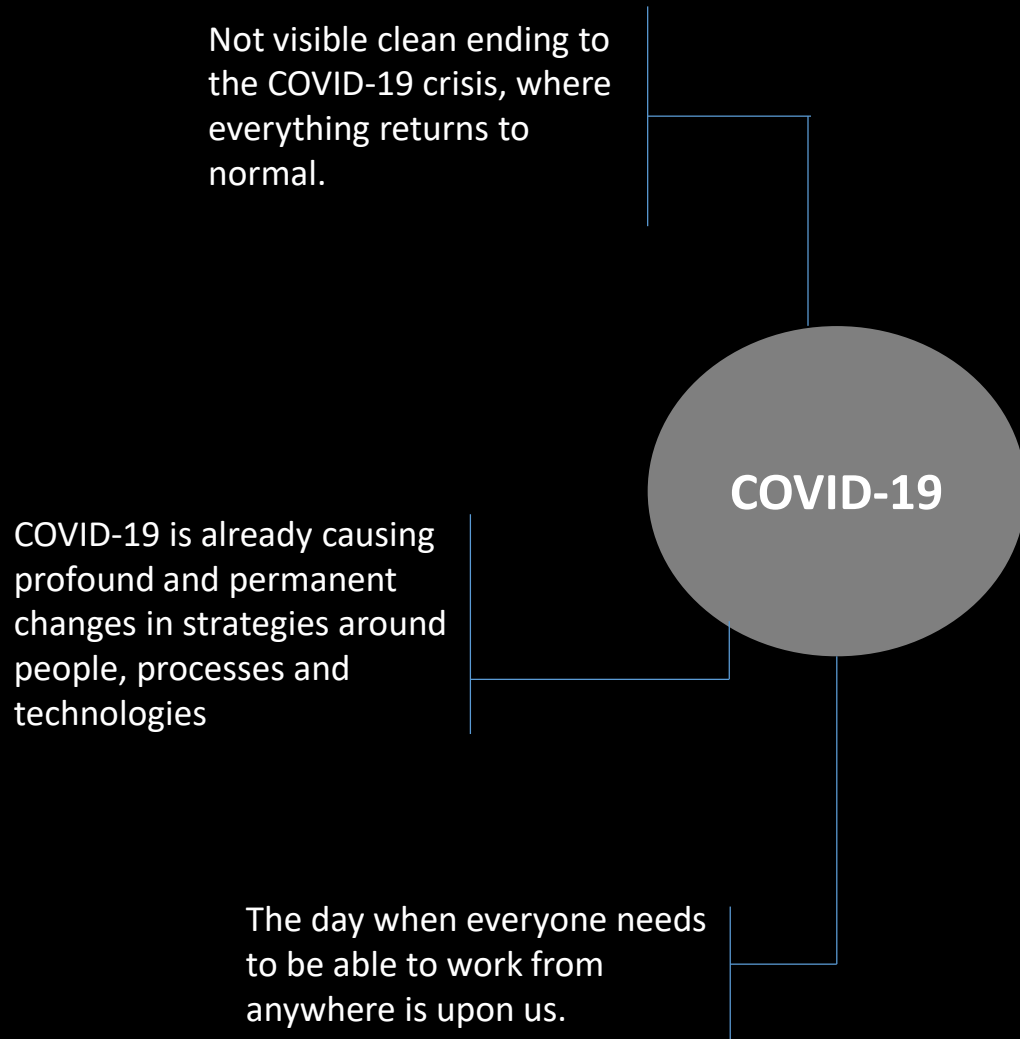 Not visible clean ending to
the COVID-19 crisis, where
everything returns to
normal.
COVID-19
COVID-19 is already causing
profound and permanent
changes in strategies around
people, processes and
technologies
The day when everyone needs
to be able to work from
anywhere is upon us.